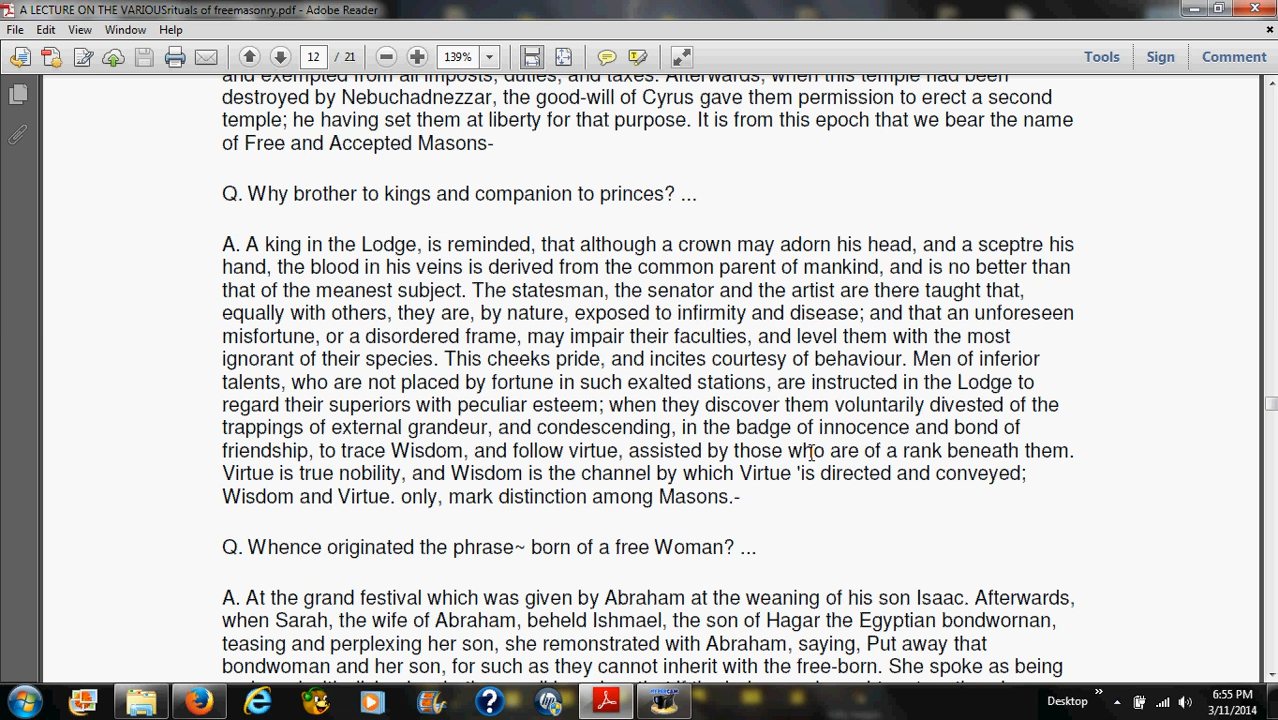 A LECTURE ON THE VARIOUSrituals of freemasonry.pdf - Adobe Reader
File Edit View Window Help
12 / 21 139% Tools Sign Comment
and exempted from all imposts, duties, and taxes. Afterwards, when this temple had been
destroyed by Nebuchadnezzar, the good-will of Cyrus gave them permission to erect a second
temple; he having set them at liberty for that purpose. It is from this epoch that we bear the name
of Free and Accepted Masons-
Q. Why brother to kings and companion to princes? ...
A. A king in the Lodge, is reminded, that although a crown may adorn his head, and a sceptre his
hand, the blood in his veins is derived from the common parent of mankind, and is no better than
that of the meanest subject. The statesman, the senator and the artist are there taught that,
equally with others, they are, by nature, exposed to infirmity and disease; and that an unforeseen
misfortune, or a disordered frame, may impair their faculties, and level them with the most
ignorant of their species. This cheeks pride, and incites courtesy of behaviour. Men of inferior
talents, who are not placed by fortune in such exalted stations, are instructed in the Lodge to
regard their superiors with peculiar esteem; when they discover them voluntarily divested of the
trappings of external grandeur, and condescending, in the badge of innocence and bond of
friendship, to trace Wisdom, and follow virtue, assisted by those who are of a rank beneath them.
Virtue is true nobility, and Wisdom is the channel by which Virtue 'is directed and conveyed;
Wisdom and Virtue. only, mark distinction among Masons.-
Q. Whence originated the phrase~ born of a free Woman? ...
A. At the grand festival which was given by Abraham at the weaning of his son Isaac. Afterwards,
when Sarah, the wife of Abraham, beheld Ishmael, the son of Hagar the Egyptian bondwornan,
teasing and perplexing her son, she remonstrated with Abraham, saying, Put away that
bondwoman and her son, for such as they cannot inherit with the free-born. She spoke as being
Desktop
6:55 PM
3/11/2014